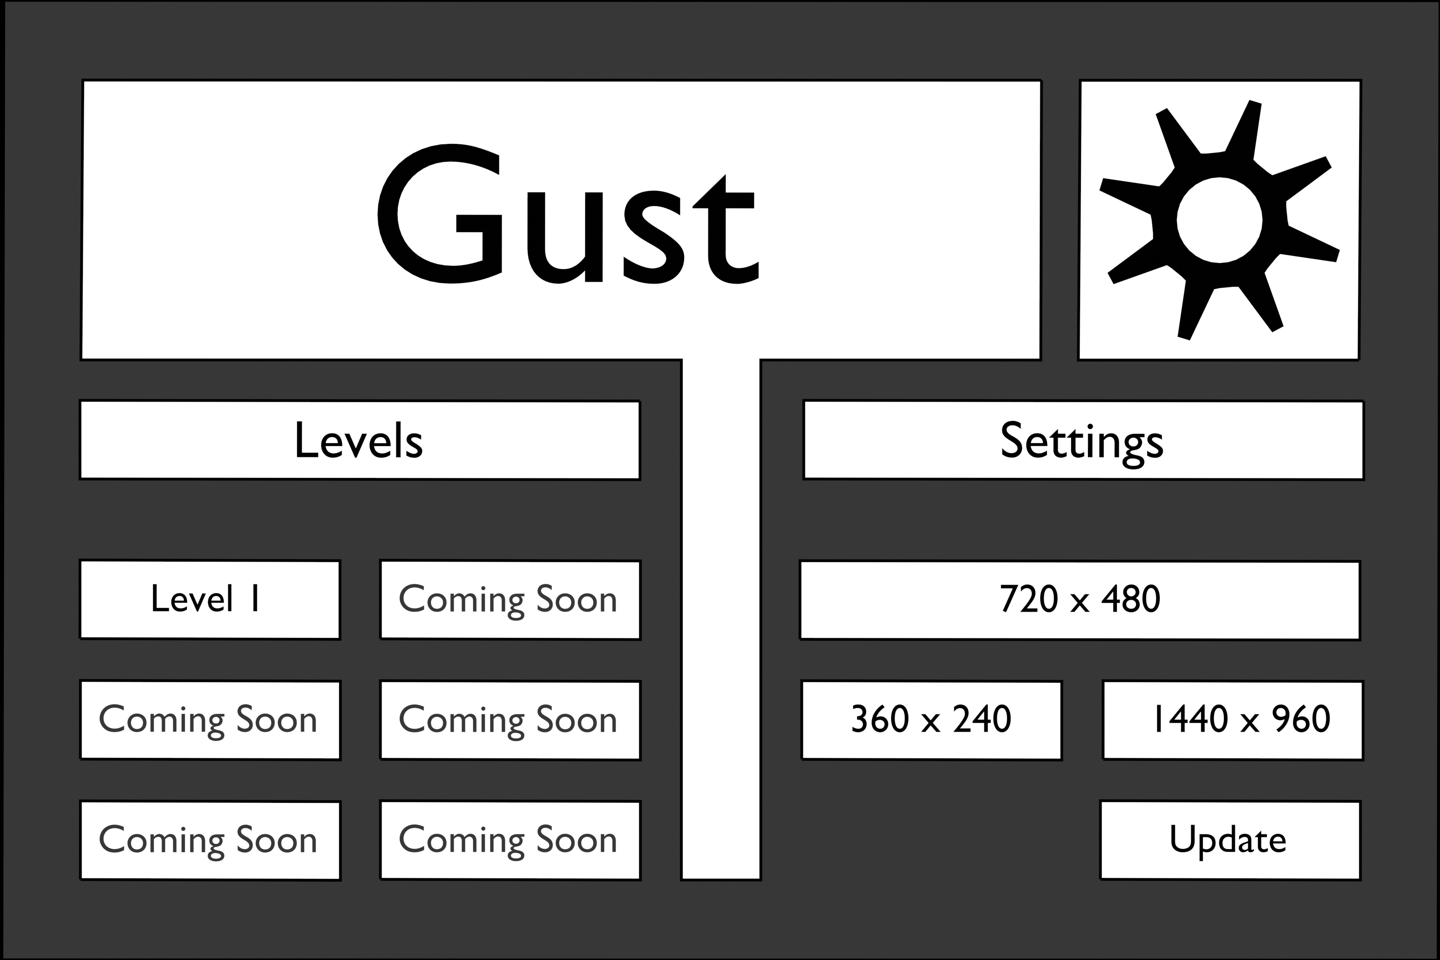 Gust
Levels
Level 1
Coming Soon
Coming Soon
Coming Soon
Coming Soon
Coming Soon
Settings
720 x 480
360 x 240
1440 x 960
Update